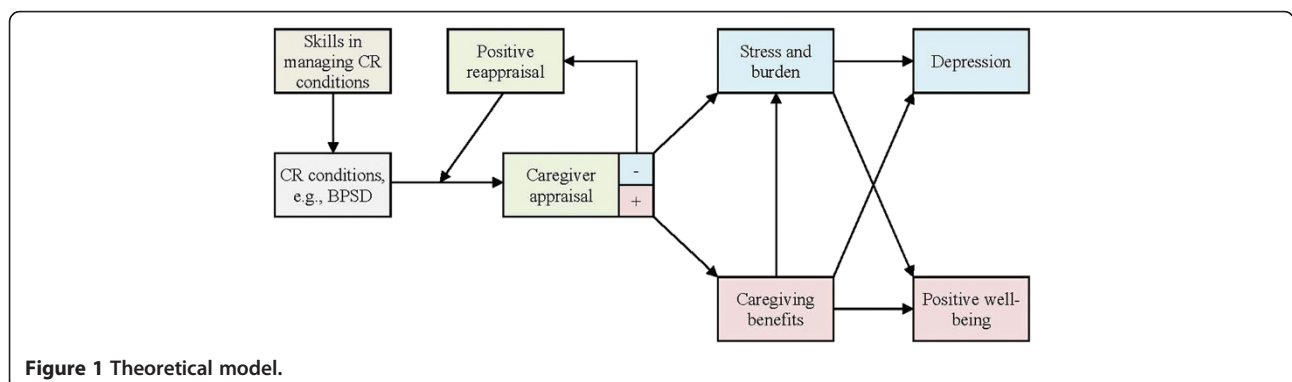 Skills in
managing CR
conditions
Positive
reappraisal
Stress and
burden
Depression
CR conditions,
e.g., BPSD
Caregiver
appraisal
-
+
Caregiving
benefits
Positive well-
being
Figure 1 Theoretical model.